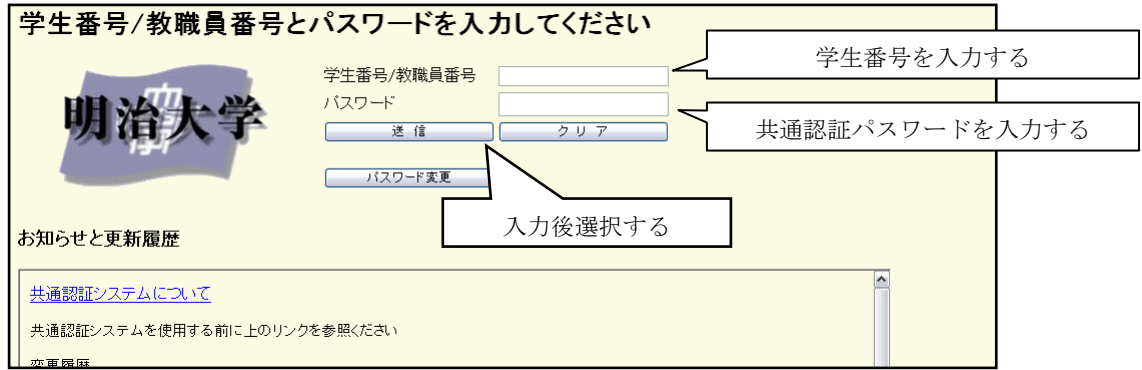 学生番号/教職員番号とパスワードを入力してください
学生番号/教職員番号
学生番号を入力する
明治大学
パスワード
共通認証パスワードを入力する
送信
クリア
パスワード変更
入力後選択する
お知らせと更新履歴
共通認証システムについて
共通認証システムを使用する前に上のリンクを参照ください
変更履歴